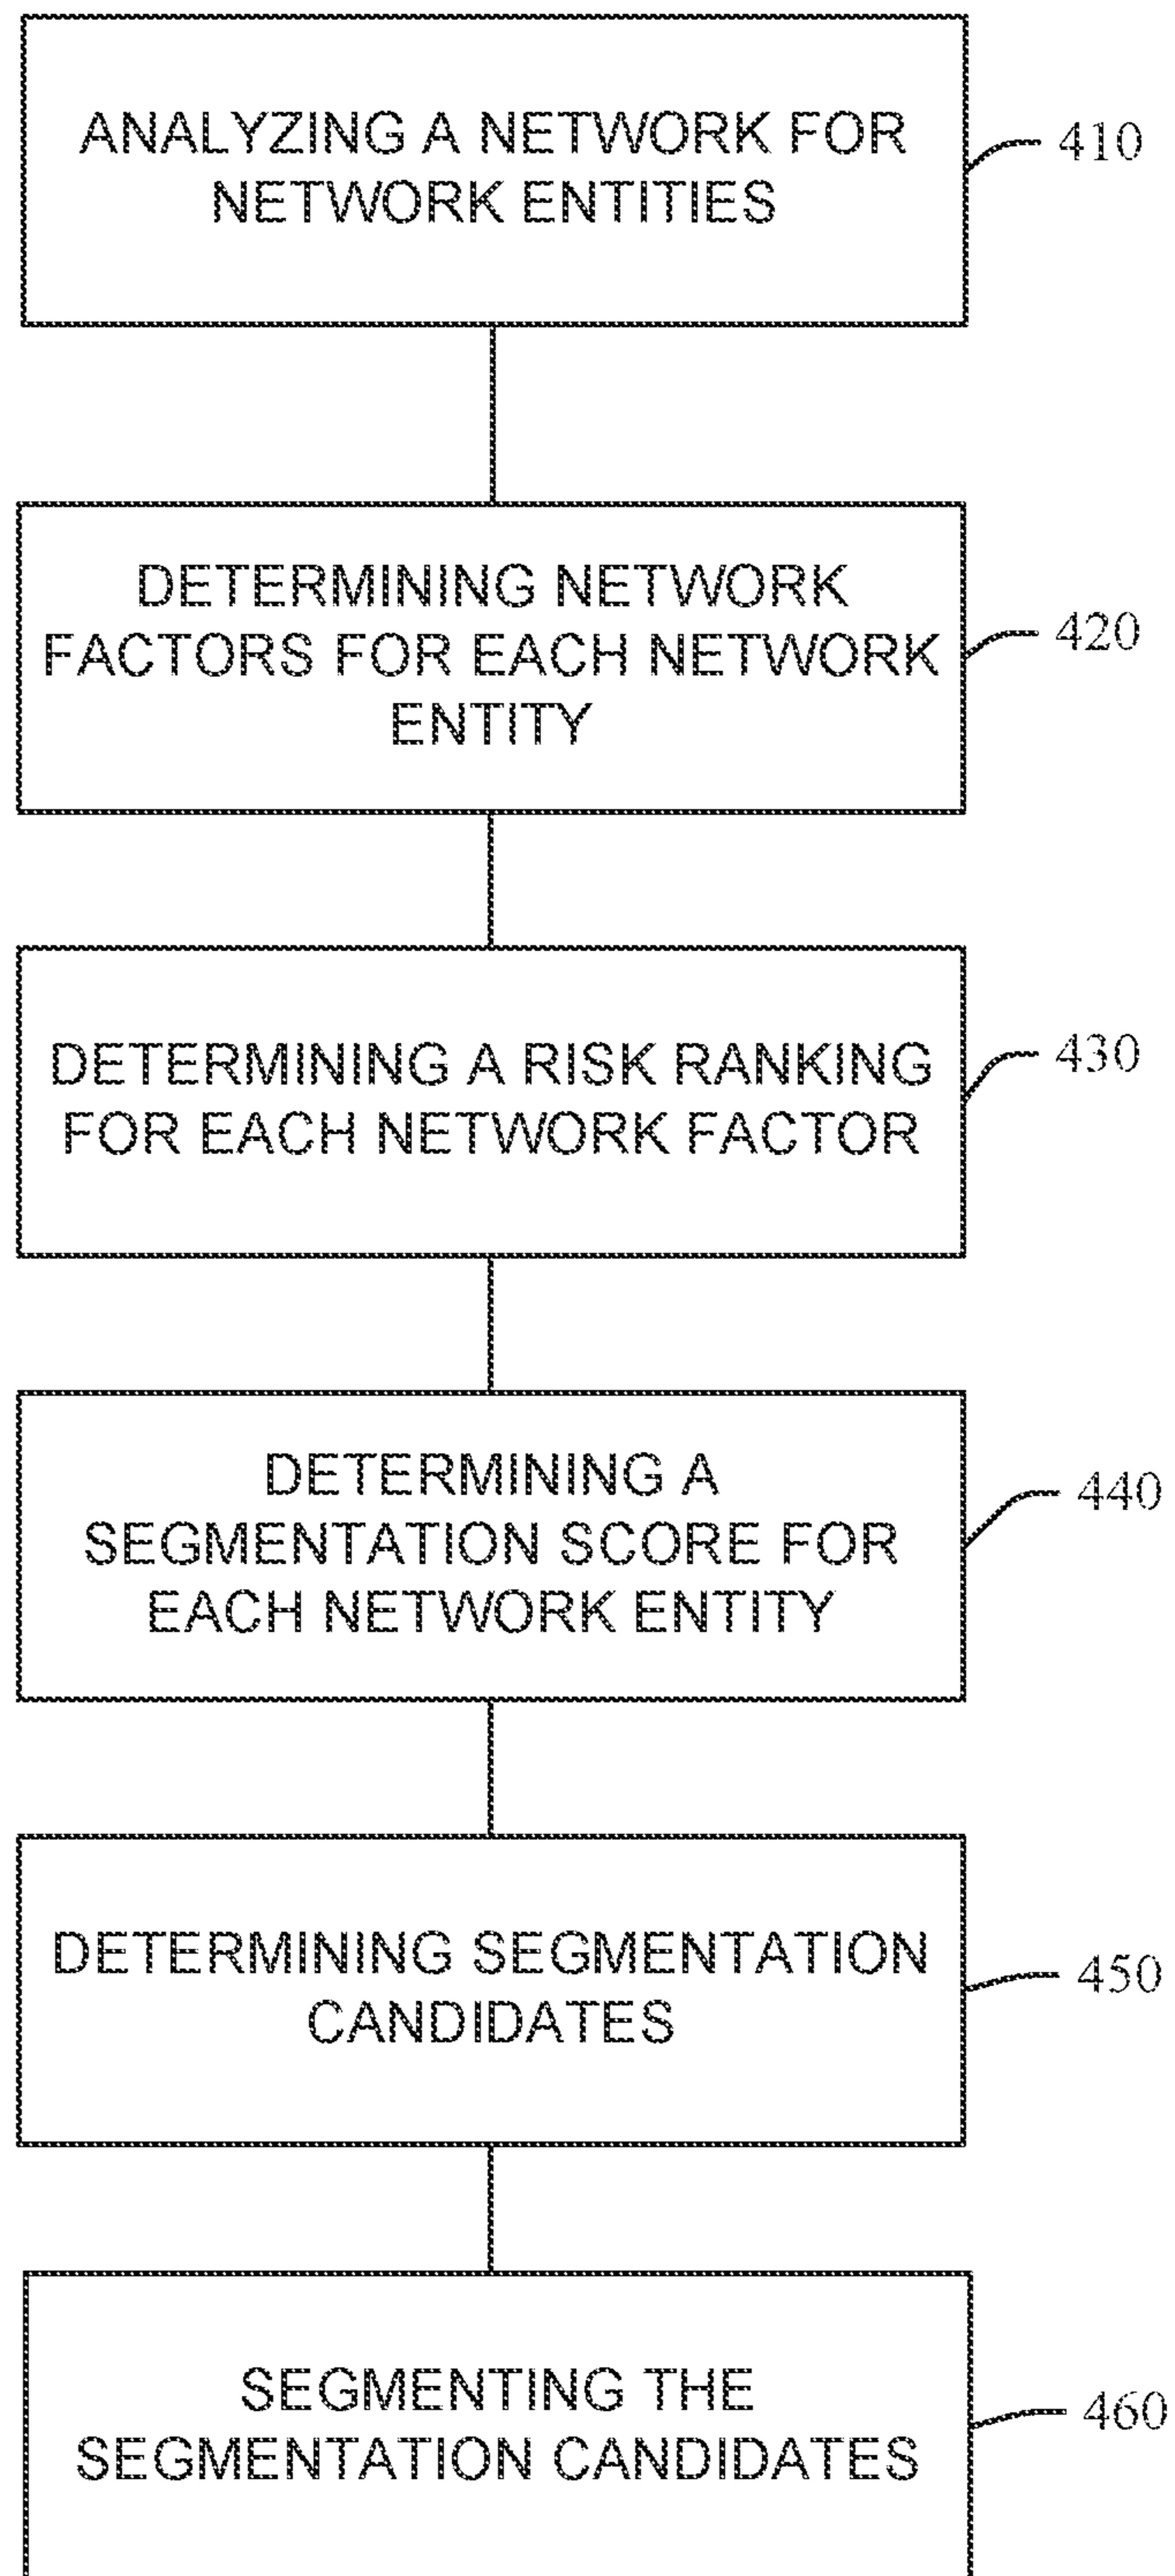 ANALYZING A NETWORK FOR
NETWORK ENTITIES
410
DETERMINING NETWORK
FACTORS FOR EACH NETWORK
ENTITY
420
DETERMINING A RISK RANKING
FOR EACH NETWORK FACTOR
430
DETERMINING A
SEGMENTATION SCORE FOR
EACH NETWORK ENTITY
440
DETERMINING SEGMENTATION
CANDIDATES
450
SEGMENTING THE
SEGMENTATION CANDIDATES
460